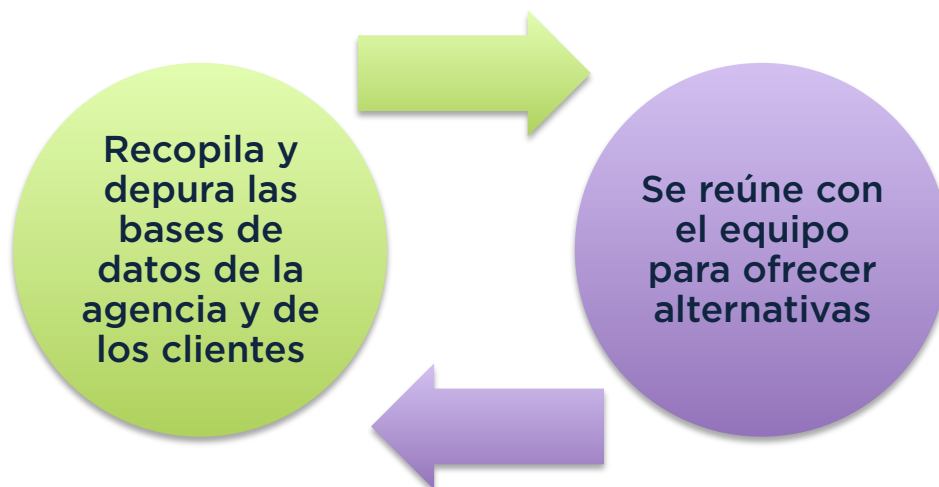 Recopila y
depura las
bases de
datos de la
agencia y de
los clientes
Se reúne con
el equipo
para ofrecer
alternativas